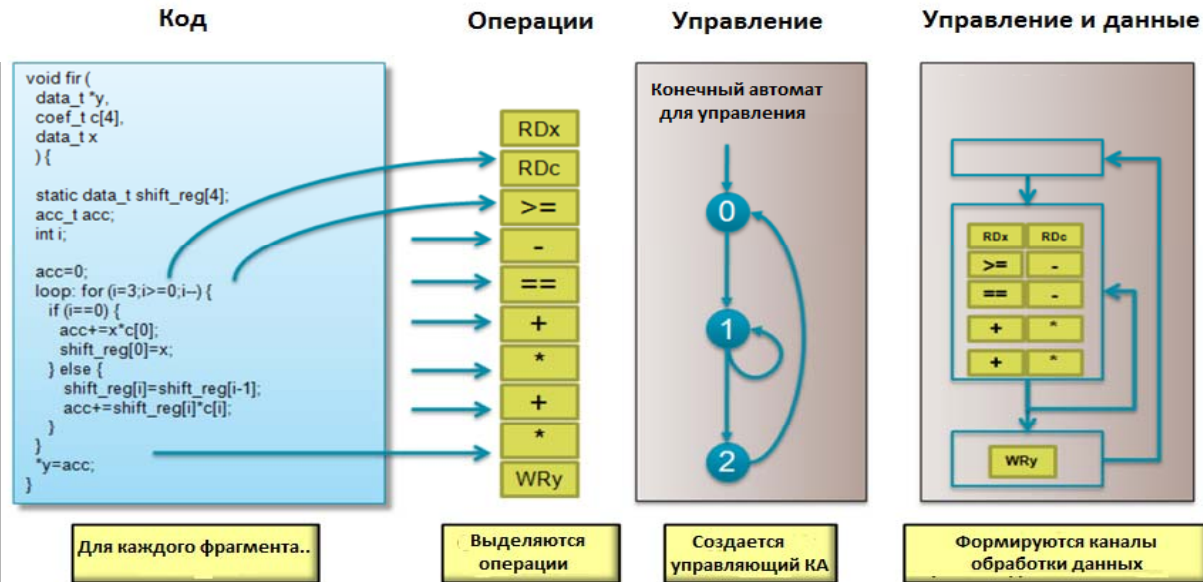 Код
Операции
Управление
Управление и данные
void fir (
data_t *y,
coef_t c[4],
data_t x
) {
static data_t shift_reg[4];
acc_t acc;
int i;
acc=0;
loop: for (i=3;i>=0;i--) {
if (i==0) {
acc+=x*c[0];
shift_reg[0]=x;
} else {
shift_reg[i]=shift_reg[i-1];
acc+=shift_reg[i]*c[i];
}
}
*y=acc;
}
RDx
RDc
>=
-
==
+
*
+
*
WRy
Конечный автомат
для управления
0
1
2
RDx RDc
>= -
== -
+ *
+ *
WRy
Для каждого фрагмента..
Выделяются
операции
Создается
управляющий КА
Формируются каналы
обработки данных